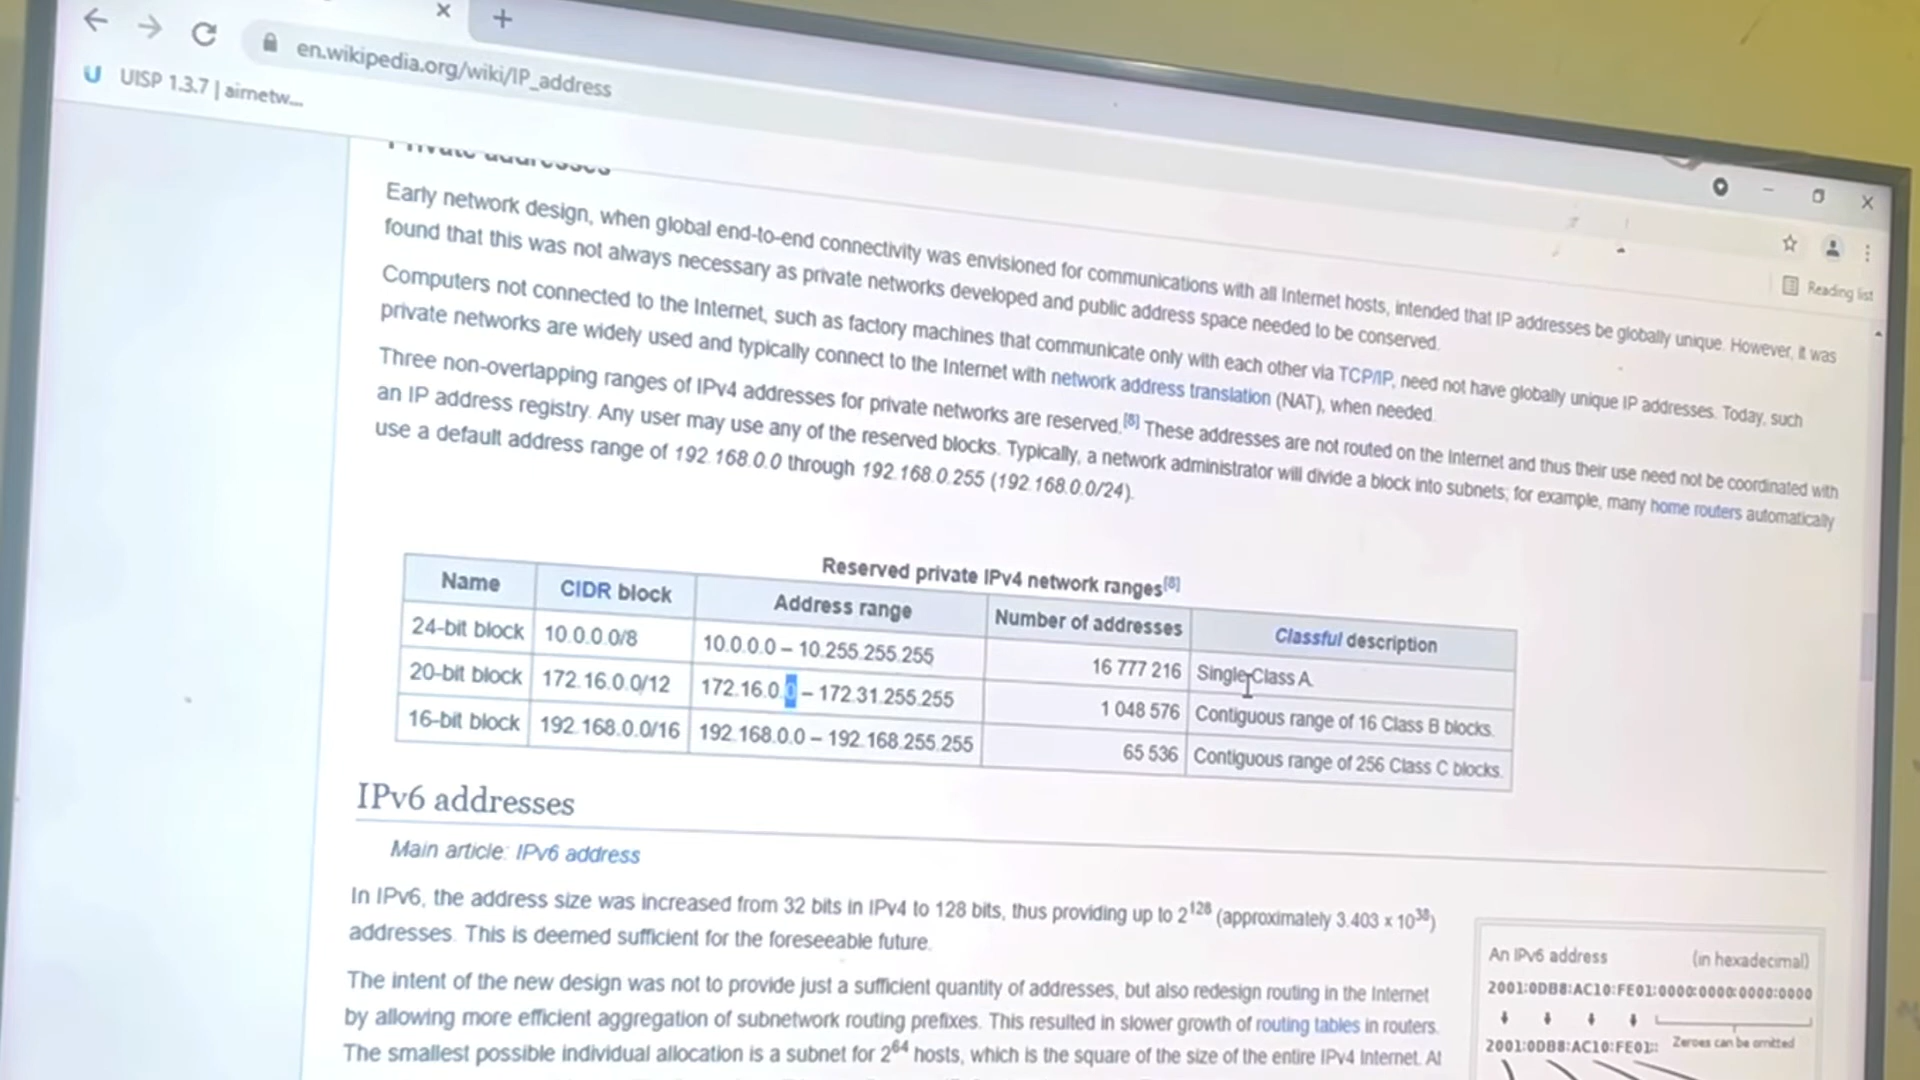 en.wikipedia.org/wiki/IP_address
UISP 1.3.7 | airnetw...
Reading list
Private addresses
Early network design, when global end-to-end connectivity was envisioned for communications with all Internet hosts, intended that IP addresses be globally unique. However, it was
found that this was not always necessary as private networks developed and public address space needed to be conserved.
Computers not connected to the Internet, such as factory machines that communicate only with each other via TCP/IP, need not have globally unique IP addresses. Today, such
private networks are widely used and typically connect to the Internet with network address translation (NAT), when needed.
Three non-overlapping ranges of IPv4 addresses for private networks are reserved.[8] These addresses are not routed on the Internet and thus their use need not be coordinated with
an IP address registry. Any user may use any of the reserved blocks. Typically, a network administrator will divide a block into subnets; for example, many home routers automatically
use a default address range of 192.168.0.0 through 192.168.0.255 (192.168.0.0/24).
Reserved private IPv4 network ranges[8]
Name CIDR block Address range Number of addresses Classful description
24-bit block 10.0.0.0/8 10.0.0.0 – 10.255.255.255 16 777 216 Single Class A.
20-bit block 172.16.0.0/12 172.16.0.0 – 172.31.255.255 1 048 576 Contiguous range of 16 Class B blocks.
16-bit block 192.168.0.0/16 192.168.0.0 – 192.168.255.255 65 536 Contiguous range of 256 Class C blocks.
IPv6 addresses
Main article: IPv6 address
In IPv6, the address size was increased from 32 bits in IPv4 to 128 bits, thus providing up to 2^128 (approximately 3.403 × 10^38)
addresses. This is deemed sufficient for the foreseeable future.
The intent of the new design was not to provide just a sufficient quantity of addresses, but also redesign routing in the Internet
by allowing more efficient aggregation of subnetwork routing prefixes. This resulted in slower growth of routing tables in routers.
The smallest possible individual allocation is a subnet for 2^64 hosts, which is the square of the size of the entire IPv4 Internet. At
An IPv6 address (in hexadecimal)
2001:0DB8:AC10:FE01:0000:0000:0000:0000
2001:0DB8:AC10:FE01:: Zeroes can be omitted